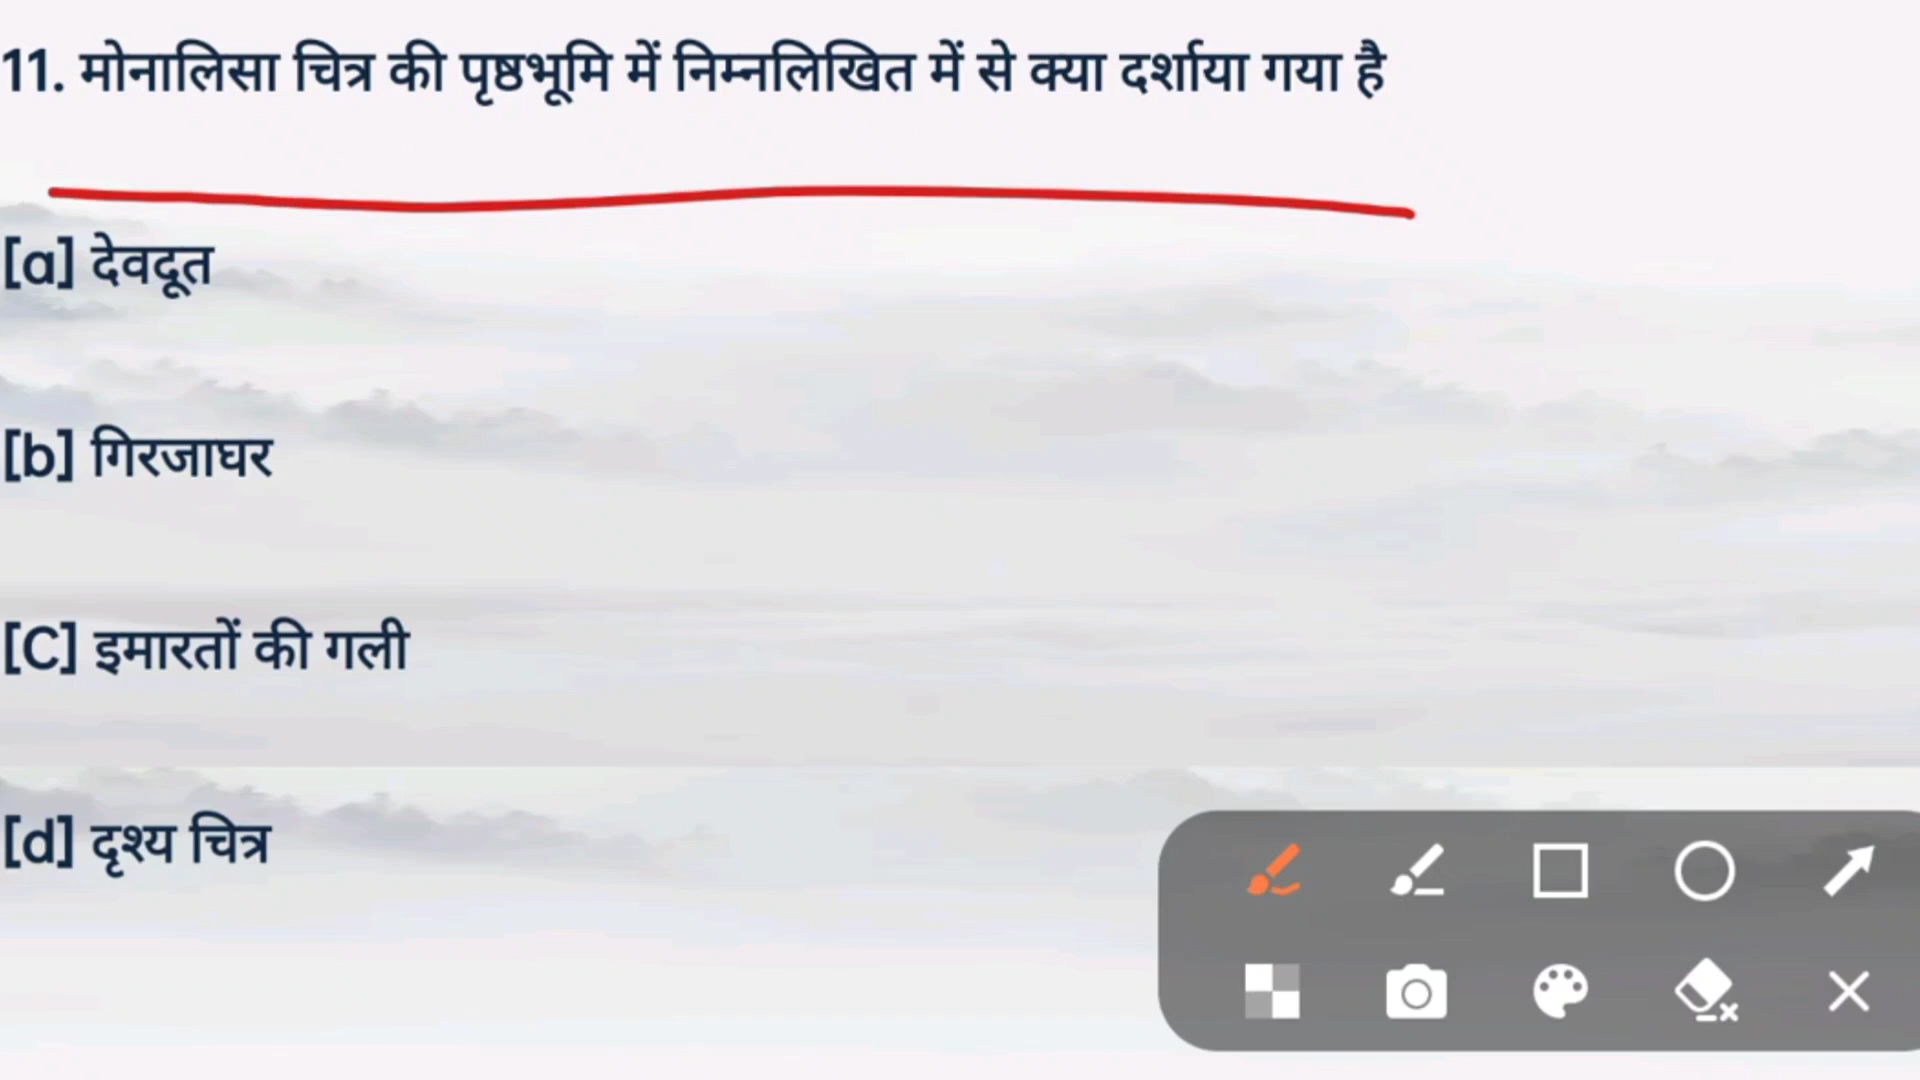 11. मोनालिसा चित्र की पृष्ठभूमि में निम्नलिखित में से क्या दर्शाया गया है
[a] देवदूत
[b] गिरजाघर
[C] इमारतों की गली
[d] दृश्य चित्र